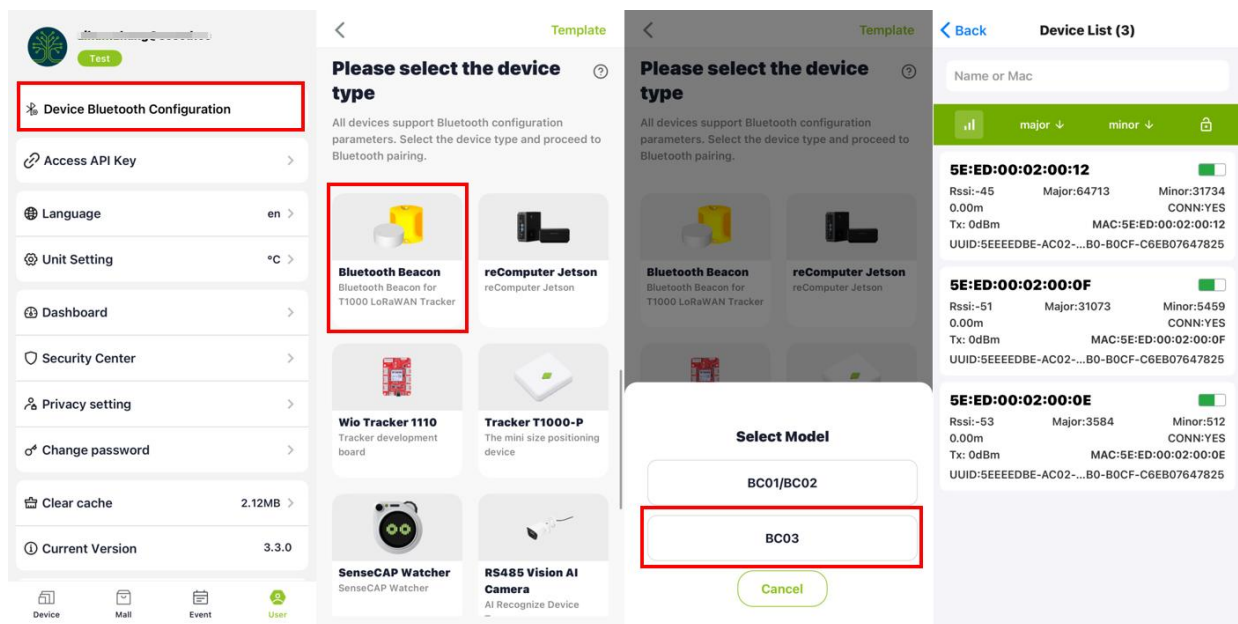 Test
Device Bluetooth Configuration
Access API Key
Language en
Unit Setting °C
Dashboard
Security Center
Privacy setting
Change password
Clear cache 2.12MB
Current Version 3.3.0
Device Mall Event User
Template
Please select the device
type
All devices support Bluetooth configuration
parameters. Select the device type and proceed to
Bluetooth pairing.
Bluetooth Beacon
Bluetooth Beacon for
T1000 LoRaWAN Tracker
reComputer Jetson
reComputer Jetson
Wio Tracker 1110
Tracker development
board
Tracker T1000-P
The mini size positioning
device
SenseCAP Watcher
SenseCAP Watcher
RS485 Vision AI
Camera
AI Recognize Device
Template
Please select the device
type
All devices support Bluetooth configuration
parameters. Select the device type and proceed to
Bluetooth pairing.
Bluetooth Beacon
Bluetooth Beacon for
T1000 LoRaWAN Tracker
reComputer Jetson
reComputer Jetson
Select Model
BC01/BC02
BC03
Cancel
Back Device List (3)
Name or Mac
major ↓ minor ↓
5E:ED:00:02:00:12
Rssi:-45 Major:64713 Minor:31734
0.00m CONN:YES
Tx: 0dBm MAC:5E:ED:00:02:00:12
UUID:5EEEEDBE-AC02-...B0-B0CF-C6EB07647825
5E:ED:00:02:00:0F
Rssi:-51 Major:31073 Minor:5459
0.00m CONN:YES
Tx: 0dBm MAC:5E:ED:00:02:00:0F
UUID:5EEEEDBE-AC02-...B0-B0CF-C6EB07647825
5E:ED:00:02:00:0E
Rssi:-53 Major:3584 Minor:512
0.00m CONN:YES
Tx: 0dBm MAC:5E:ED:00:02:00:0E
UUID:5EEEEDBE-AC02-...B0-B0CF-C6EB07647825